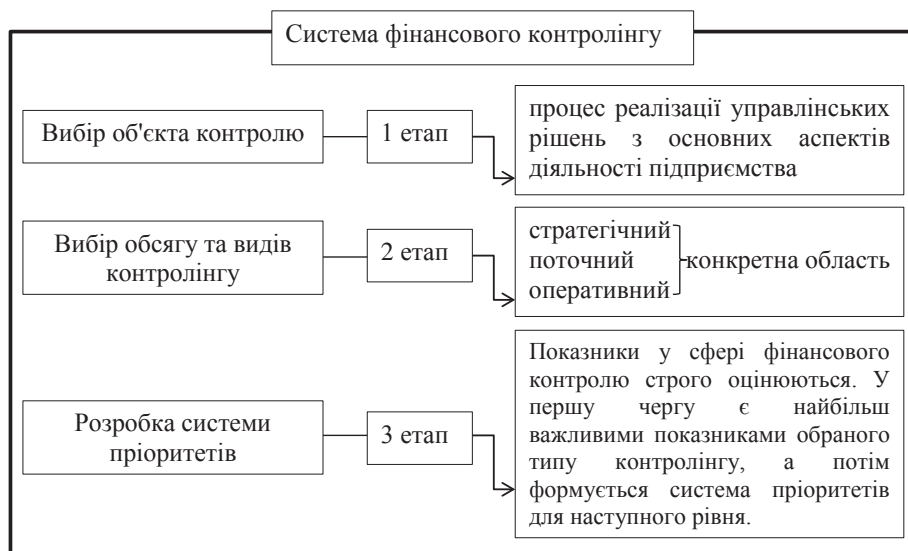 Система фінансового контролінгу
Вибір об'єкта контролю
1 етап
процес реалізації управлінських
рішень з основних аспектів
діяльності підприємства
Вибір обсягу та видів
контролінгу
2 етап
стратегічний
поточний
оперативний
конкретна область
Розробка системи
пріоритетів
3 етап
Показники у сфері фінансового
контролю строго оцінюються. У
першу чергу є найбільш
важливими показниками обраного
типу контролінгу, а потім
формується система пріоритетів
для наступного рівня.